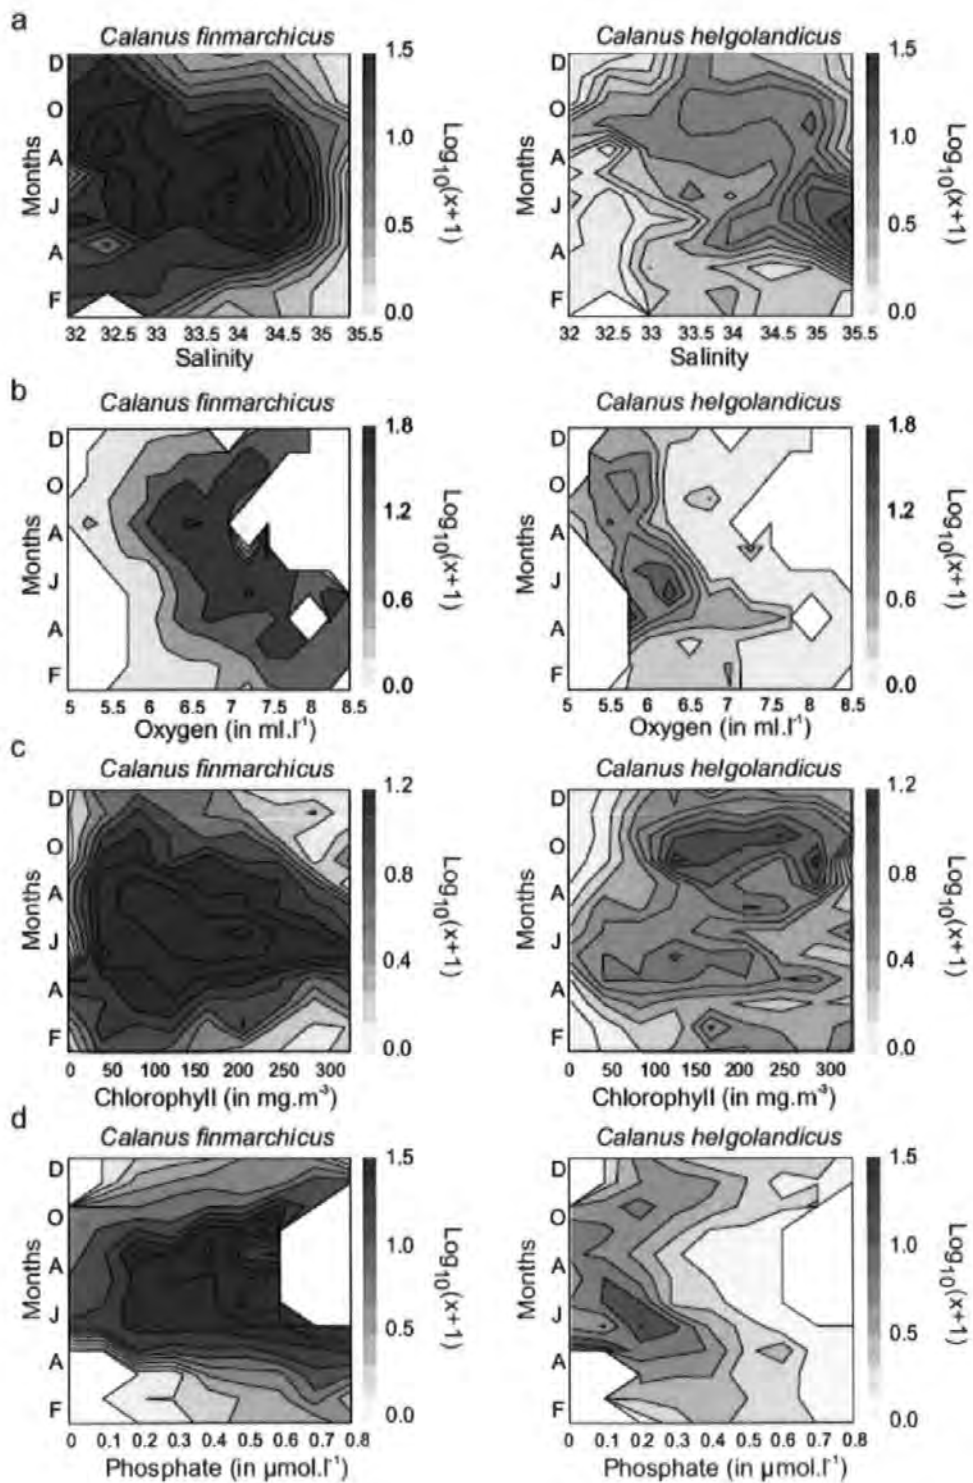 a
Calanus finmarchicus
Calanus helgolandicus
D
O
A
J
A
F
Months
32 32.5 33 33.5 34 34.5 35 35.5
Salinity
1.5
1.0
0.5
0.0
Log10(x+1)
D
O
A
J
A
F
Months
32 32.5 33 33.5 34 34.5 35 35.5
Salinity
1.5
1.0
0.5
0.0
Log10(x+1)
b
Calanus finmarchicus
Calanus helgolandicus
D
O
A
J
A
F
Months
5 5.5 6 6.5 7 7.5 8 8.5
Oxygen (in ml.l-1)
1.8
1.2
0.6
0.0
Log10(x+1)
D
O
A
J
A
F
Months
5 5.5 6 6.5 7 7.5 8 8.5
Oxygen (in ml.l-1)
1.8
1.2
0.6
0.0
Log10(x+1)
c
Calanus finmarchicus
Calanus helgolandicus
D
O
A
J
A
F
Months
0 50 100 150 200 250 300
Chlorophyll (in mg.m-3)
1.2
0.8
0.4
0.0
Log10(x+1)
D
O
A
J
A
F
Months
0 50 100 150 200 250 300
Chlorophyll (in mg.m-3)
1.2
0.8
0.4
0.0
Log10(x+1)
d
Calanus finmarchicus
Calanus helgolandicus
D
O
A
J
A
F
Months
0 0.1 0.2 0.3 0.4 0.5 0.6 0.7 0.8
Phosphate (in µmol.l-1)
1.5
1.0
0.5
0.0
Log10(x+1)
D
O
A
J
A
F
Months
0 0.1 0.2 0.3 0.4 0.5 0.6 0.7 0.8
Phosphate (in µmol.l-1)
1.5
1.0
0.5
0.0
Log10(x+1)